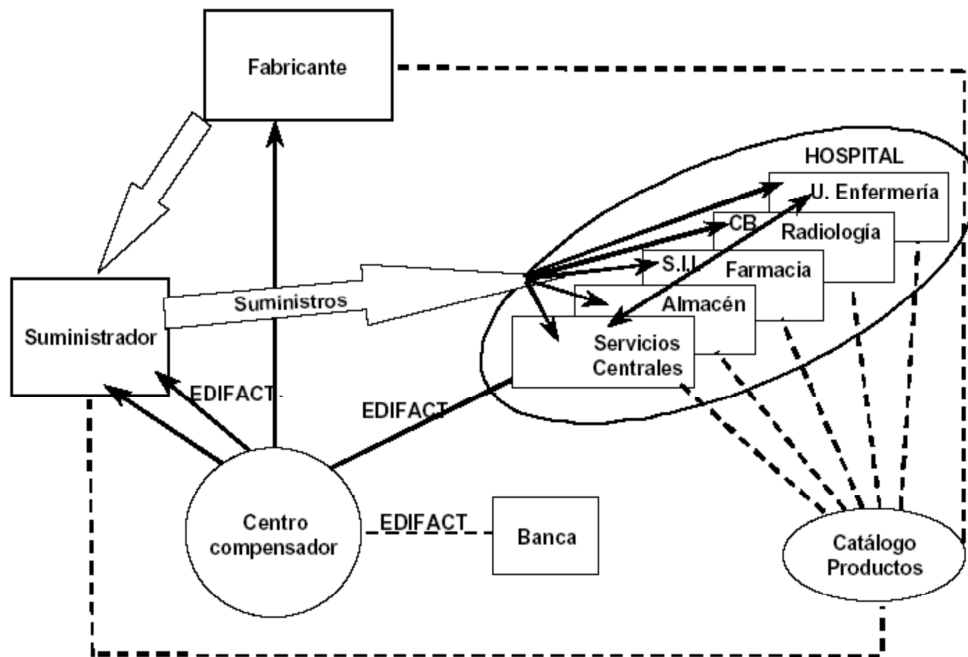 Fabricante
HOSPITAL
U. Enfermería
CB
Radiología
S.I.I.
Farmacia
Suministros
Almacén
Suministrador
Servicios
Centrales
EDIFACT
EDIFACT
Centro
compensador
EDIFACT
Banca
Catálogo
Productos